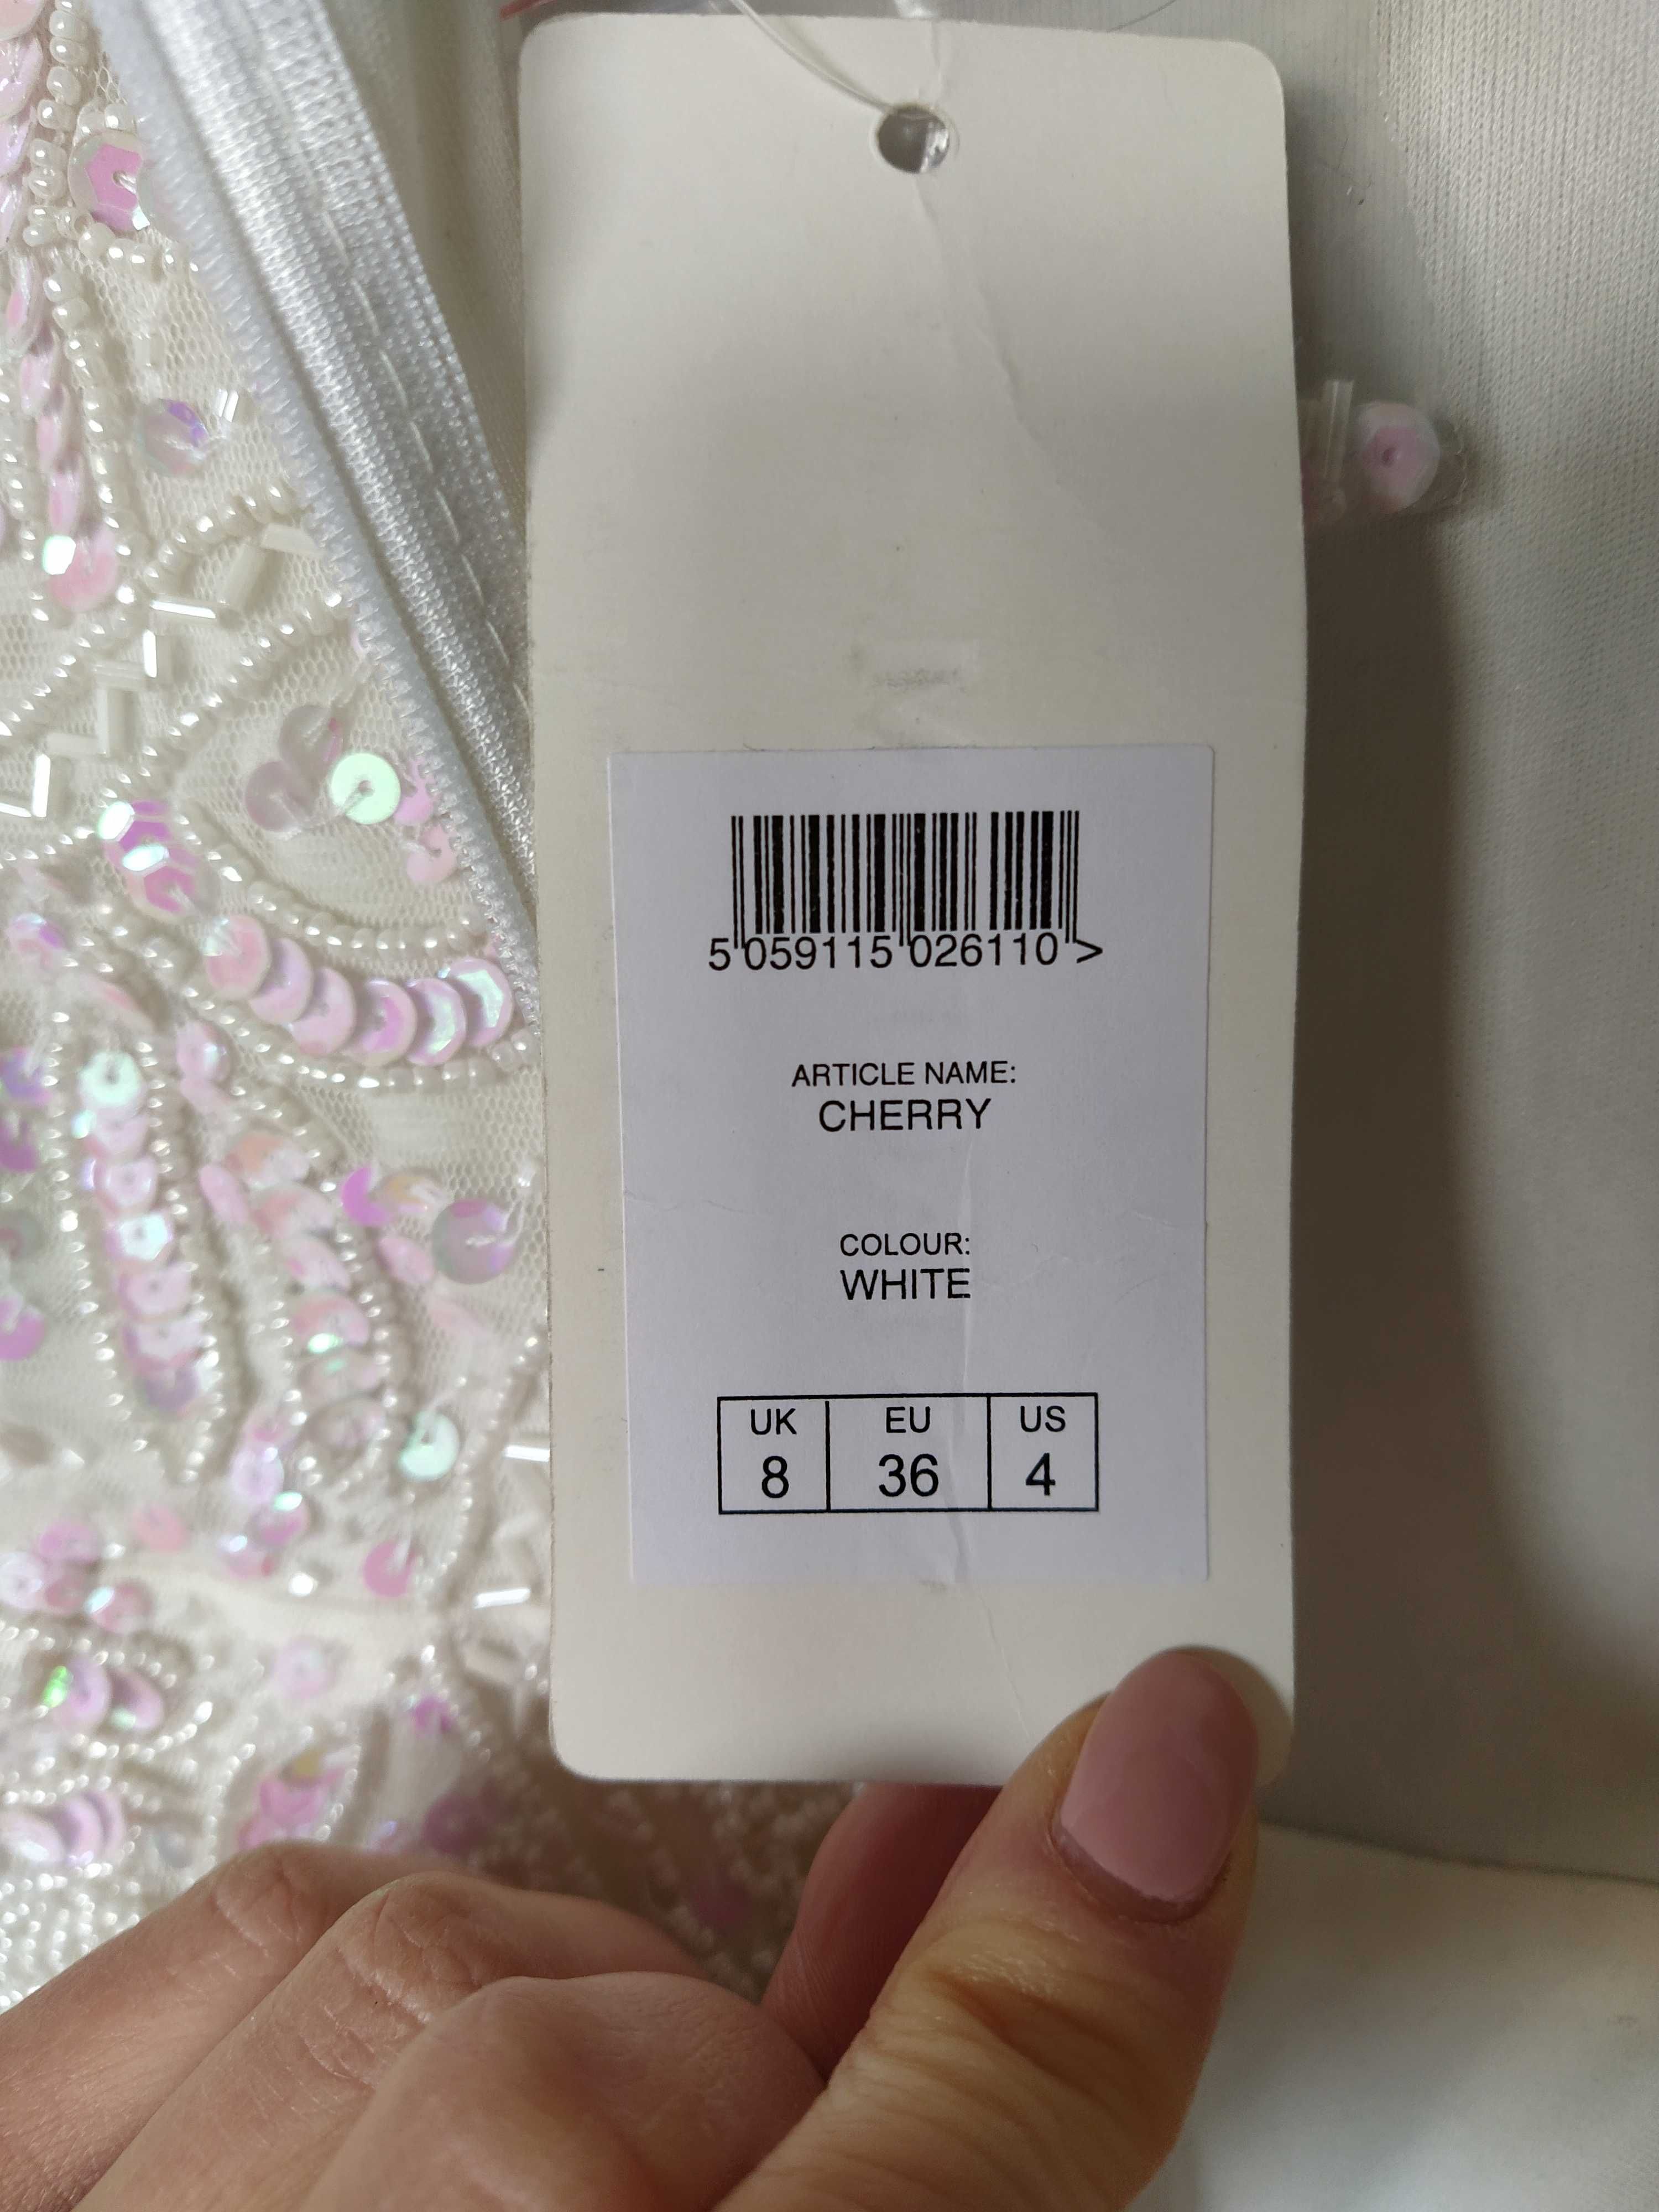 5 059115 026110 >
ARTICLE NAME:
CHERRY
COLOUR:
WHITE
UK EU US
8 36 4